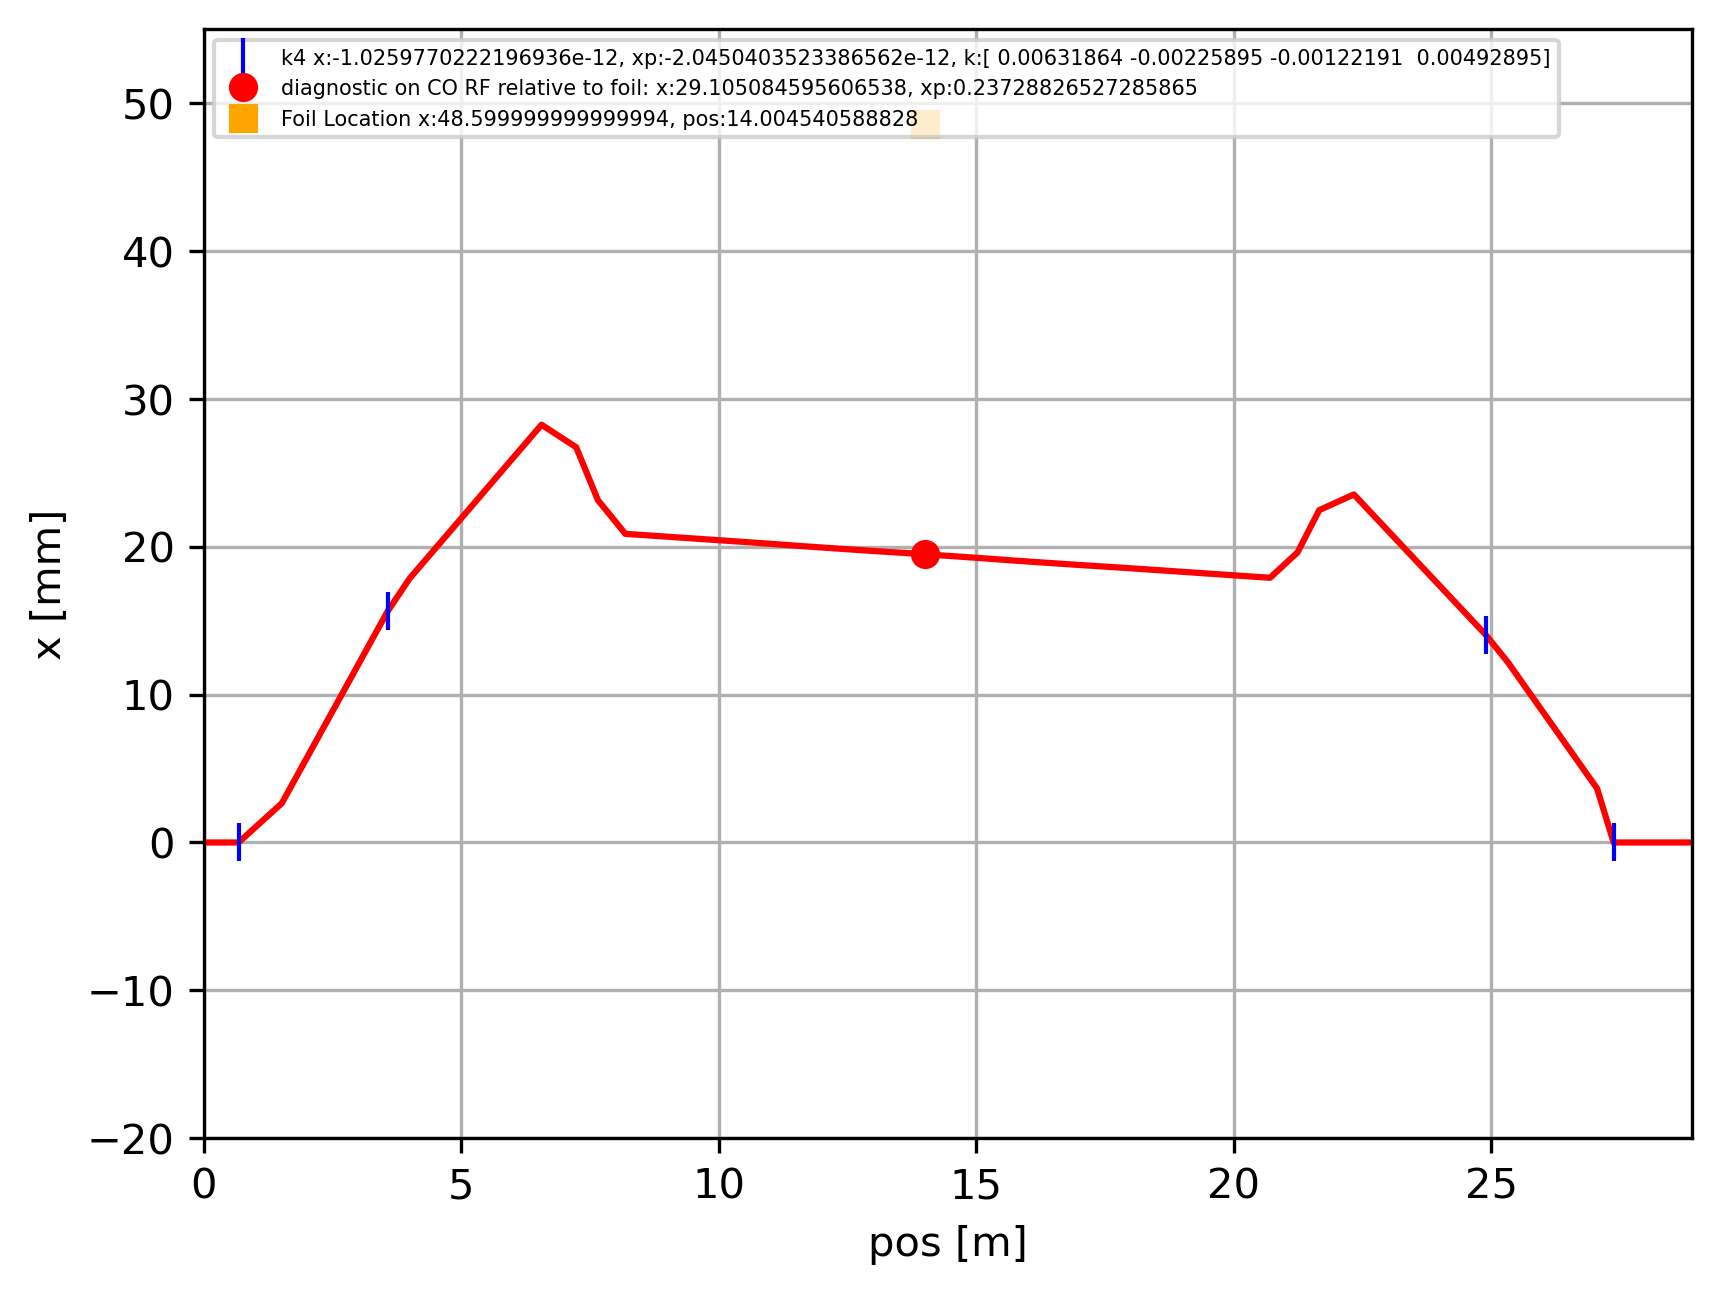 k4 x:-1.0259770222196936e-12, xp:-2.0450403523386562e-12, k:[ 0.00631864 -0.00225895 -0.00122191  0.00492895]
diagnostic on CO RF relative to foil: x:29.105084595606538, xp:0.23728826527285865
Foil Location x:48.599999999999994, pos:14.004540588828
50
40
30
20
10
0
−10
−20
x [mm]
0 5 10 15 20 25
pos [m]